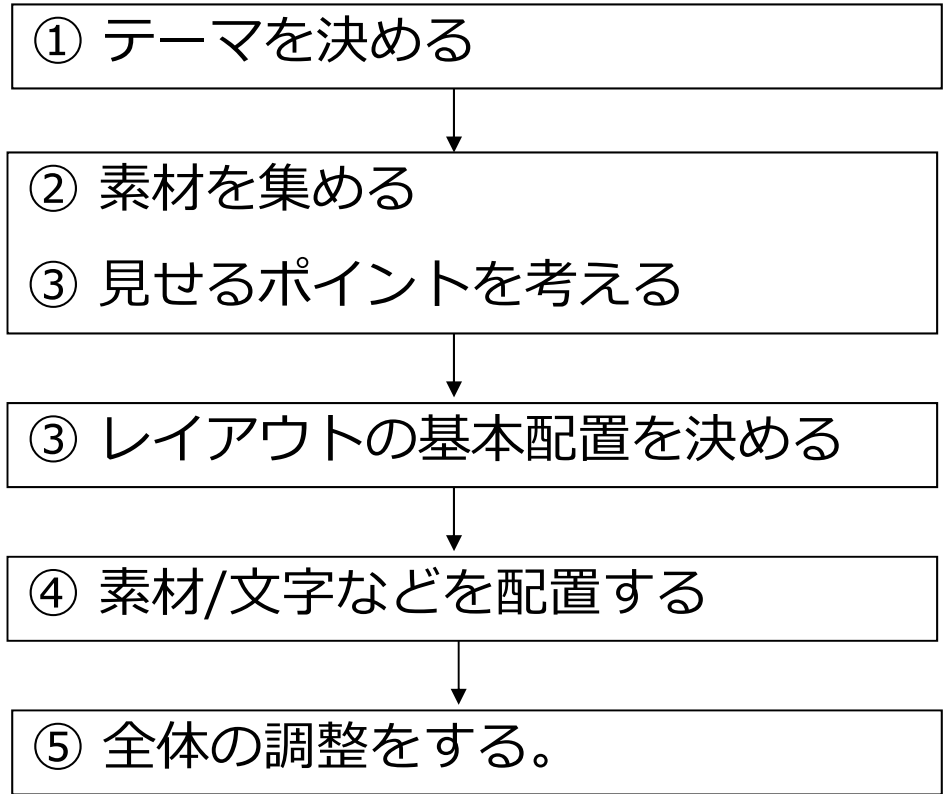 ① テーマを決める
② 素材を集める
③ 見せるポイントを考える
③ レイアウトの基本配置を決める
④ 素材/文字などを配置する
⑤ 全体の調整をする。